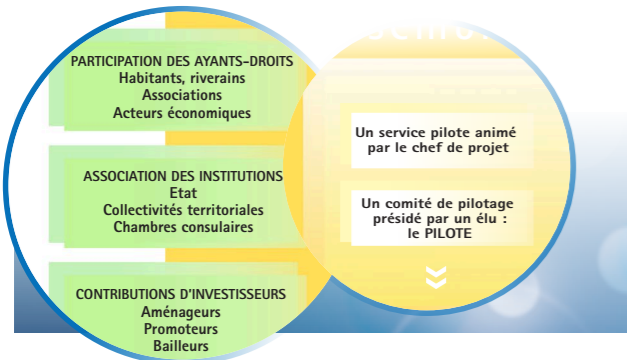 PARTICIPATION DES AYANTS-DROITS
Habitants, riverains
Associations
Acteurs économiques
ASSOCIATION DES INSTITUTIONS
Etat
Collectivités territoriales
Chambres consulaires
CONTRIBUTIONS D'INVESTISSEURS
Aménageurs
Promoteurs
Bailleurs
Un service pilote animé
par le chef de projet
Un comité de pilotage
présidé par un élu :
le PILOTE